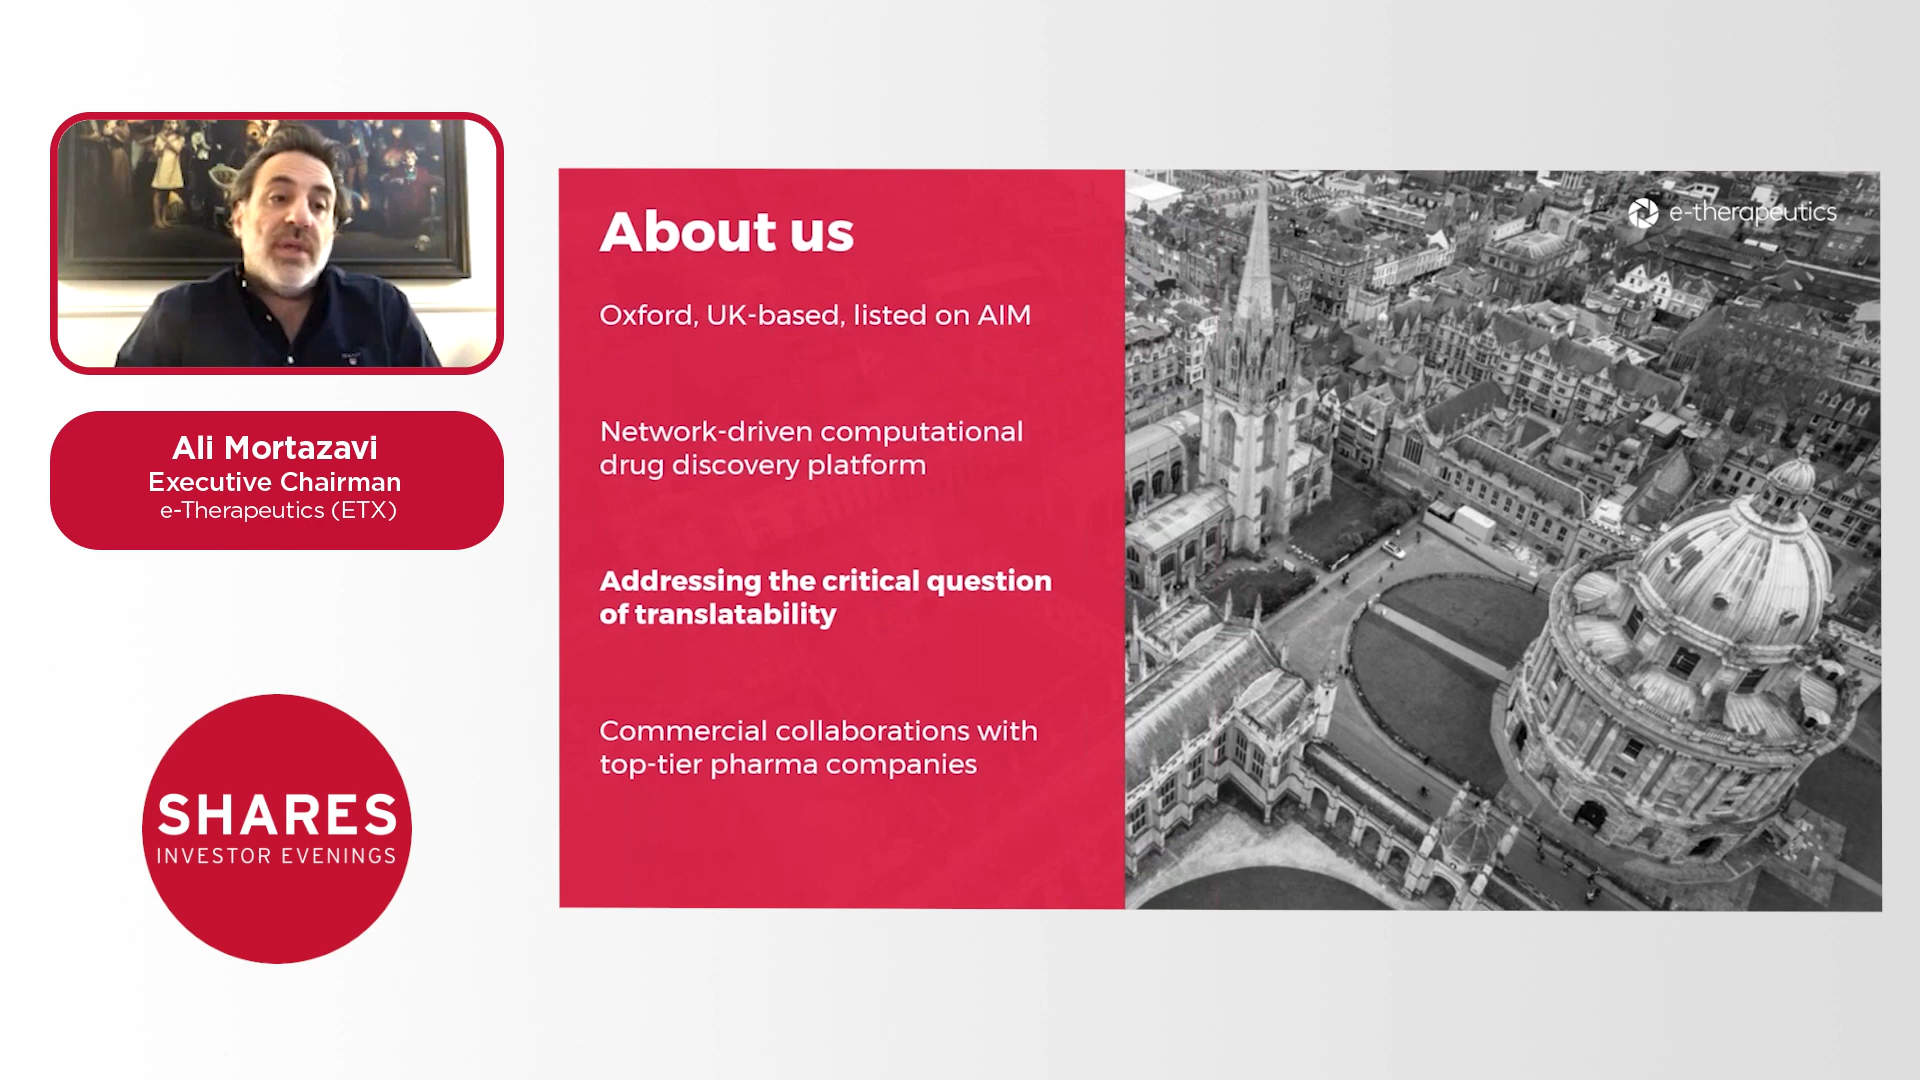 Ali Mortazavi
Executive Chairman
e-Therapeutics (ETX)
SHARES
INVESTOR EVENINGS
About us
Oxford, UK-based, listed on AIM
Network-driven computational
drug discovery platform
Addressing the critical question
of translatability
Commercial collaborations with
top-tier pharma companies
e-therapeutics